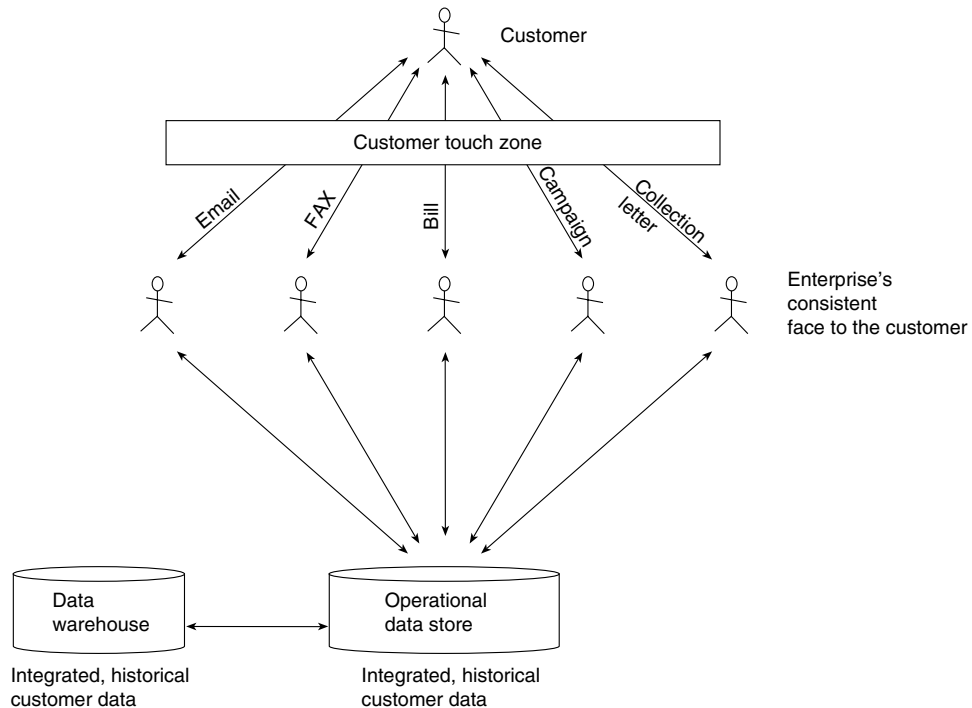 Customer
Customer touch zone
Email
FAX
Bill
Campaign
Collection
letter
Enterprise’s
consistent
face to the customer
Data
warehouse
Operational
data store
Integrated, historical
customer data
Integrated, historical
customer data